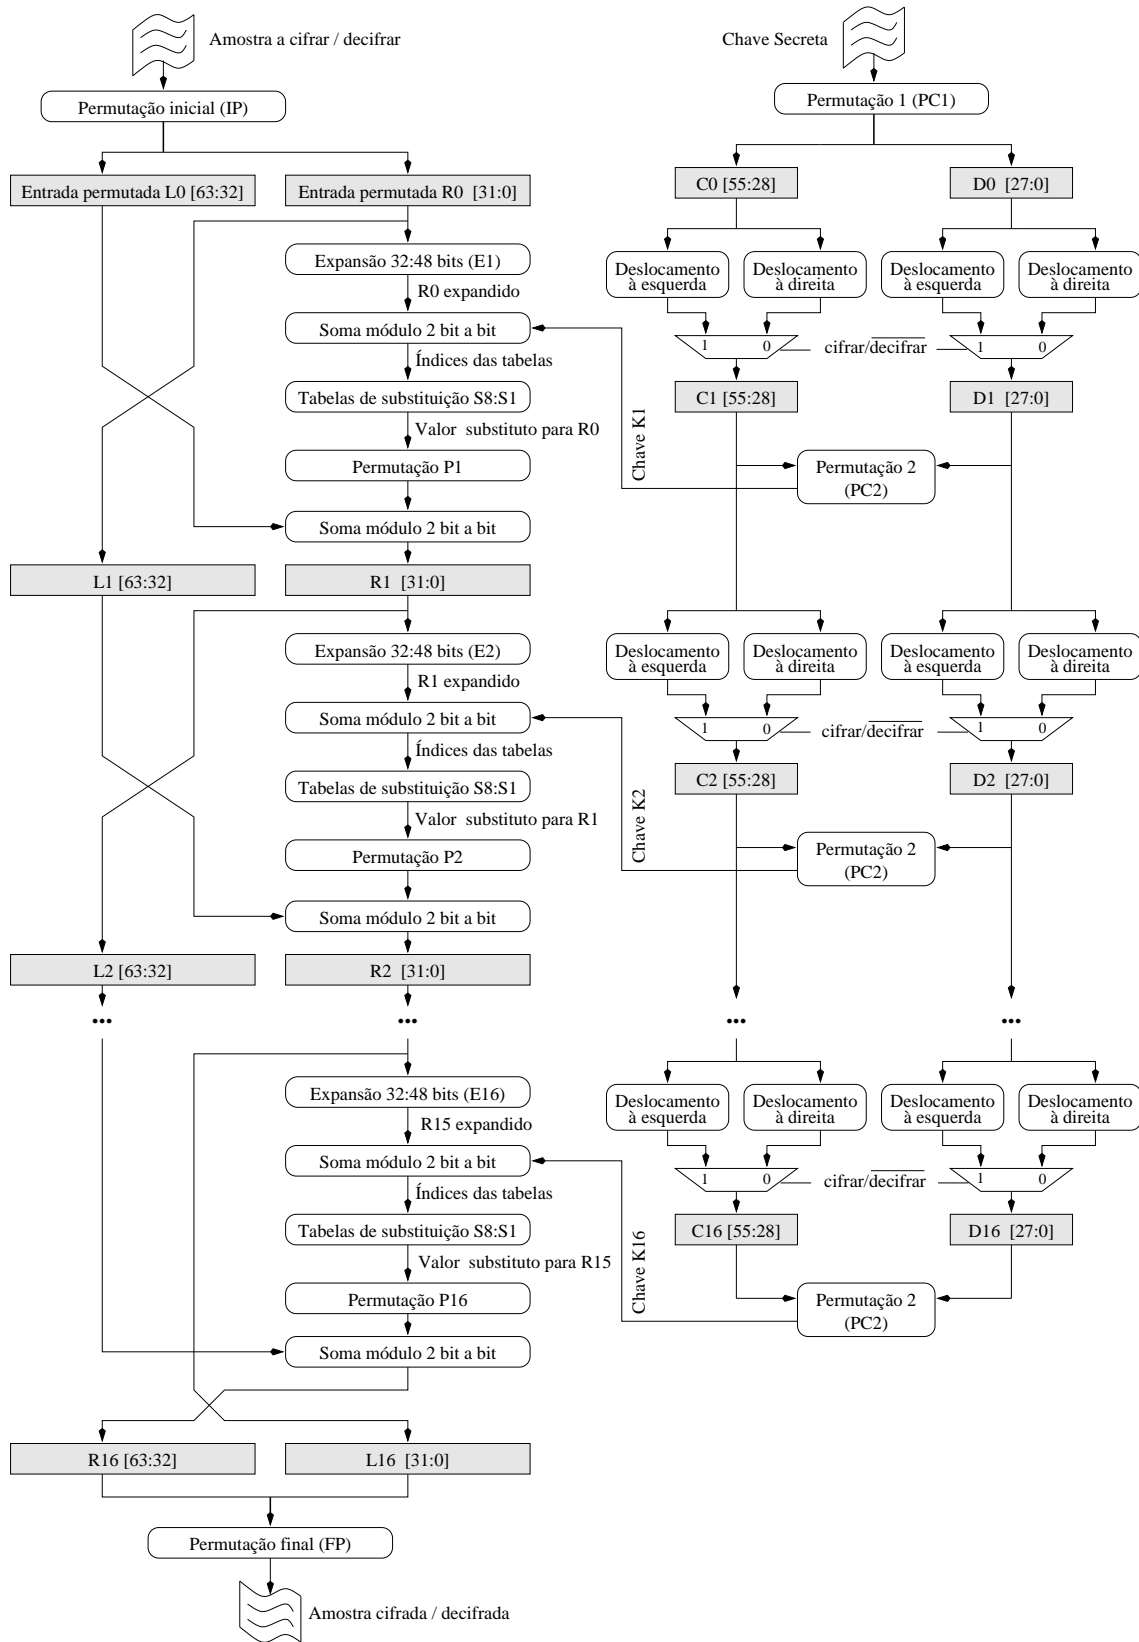 Amostra a cifrar / decifrar
Chave Secreta
Permutação inicial (IP)
Permutação 1 (PC1)
Entrada permutada L0 [63:32]
Entrada permutada R0 [31:0]
C0 [55:28]
D0 [27:0]
Expansão 32:48 bits (E1)
Deslocamento
à esquerda
Deslocamento
à direita
Deslocamento
à esquerda
Deslocamento
à direita
R0 expandido
Soma módulo 2 bit a bit
1 0
cifrar/decifrar
1 0
Índices das tabelas
Tabelas de substituição S8:S1
C1 [55:28]
D1 [27:0]
Valor substituto para R0
Chave K1
Permutação P1
Permutação 2
(PC2)
Soma módulo 2 bit a bit
L1 [63:32]
R1 [31:0]
Expansão 32:48 bits (E2)
Deslocamento
à esquerda
Deslocamento
à direita
Deslocamento
à esquerda
Deslocamento
à direita
R1 expandido
Soma módulo 2 bit a bit
1 0
cifrar/decifrar
1 0
Índices das tabelas
Tabelas de substituição S8:S1
C2 [55:28]
D2 [27:0]
Valor substituto para R1
Chave K2
Permutação P2
Permutação 2
(PC2)
Soma módulo 2 bit a bit
L2 [63:32]
R2 [31:0]
... ... ... ...
Expansão 32:48 bits (E16)
Deslocamento
à esquerda
Deslocamento
à direita
Deslocamento
à esquerda
Deslocamento
à direita
R15 expandido
Soma módulo 2 bit a bit
1 0
cifrar/decifrar
1 0
Índices das tabelas
Tabelas de substituição S8:S1
C16 [55:28]
D16 [27:0]
Valor substituto para R15
Chave K16
Permutação P16
Permutação 2
(PC2)
Soma módulo 2 bit a bit
R16 [63:32]
L16 [31:0]
Permutação final (FP)
Amostra cifrada / decifrada